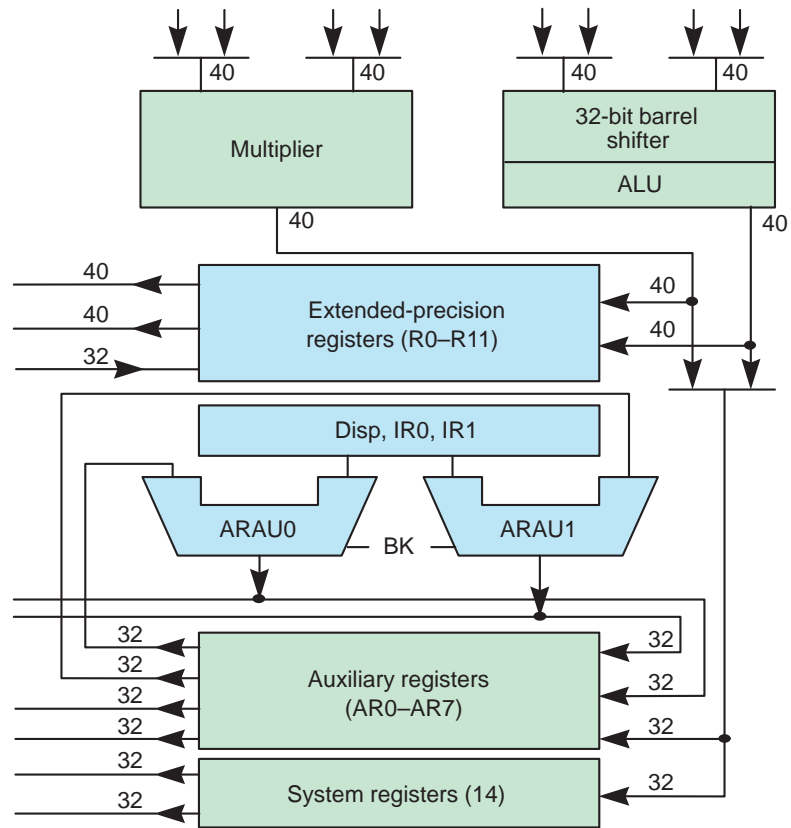 40 40 40 40
Multiplier
32-bit barrel
shifter
ALU
40
40
40
40
32
Extended-precision
registers (R0–R11)
40
40
Disp, IR0, IR1
ARAU0
BK
ARAU1
32
32
32
32
Auxiliary registers
(AR0–AR7)
32
32
32
32
32
System registers (14)
32